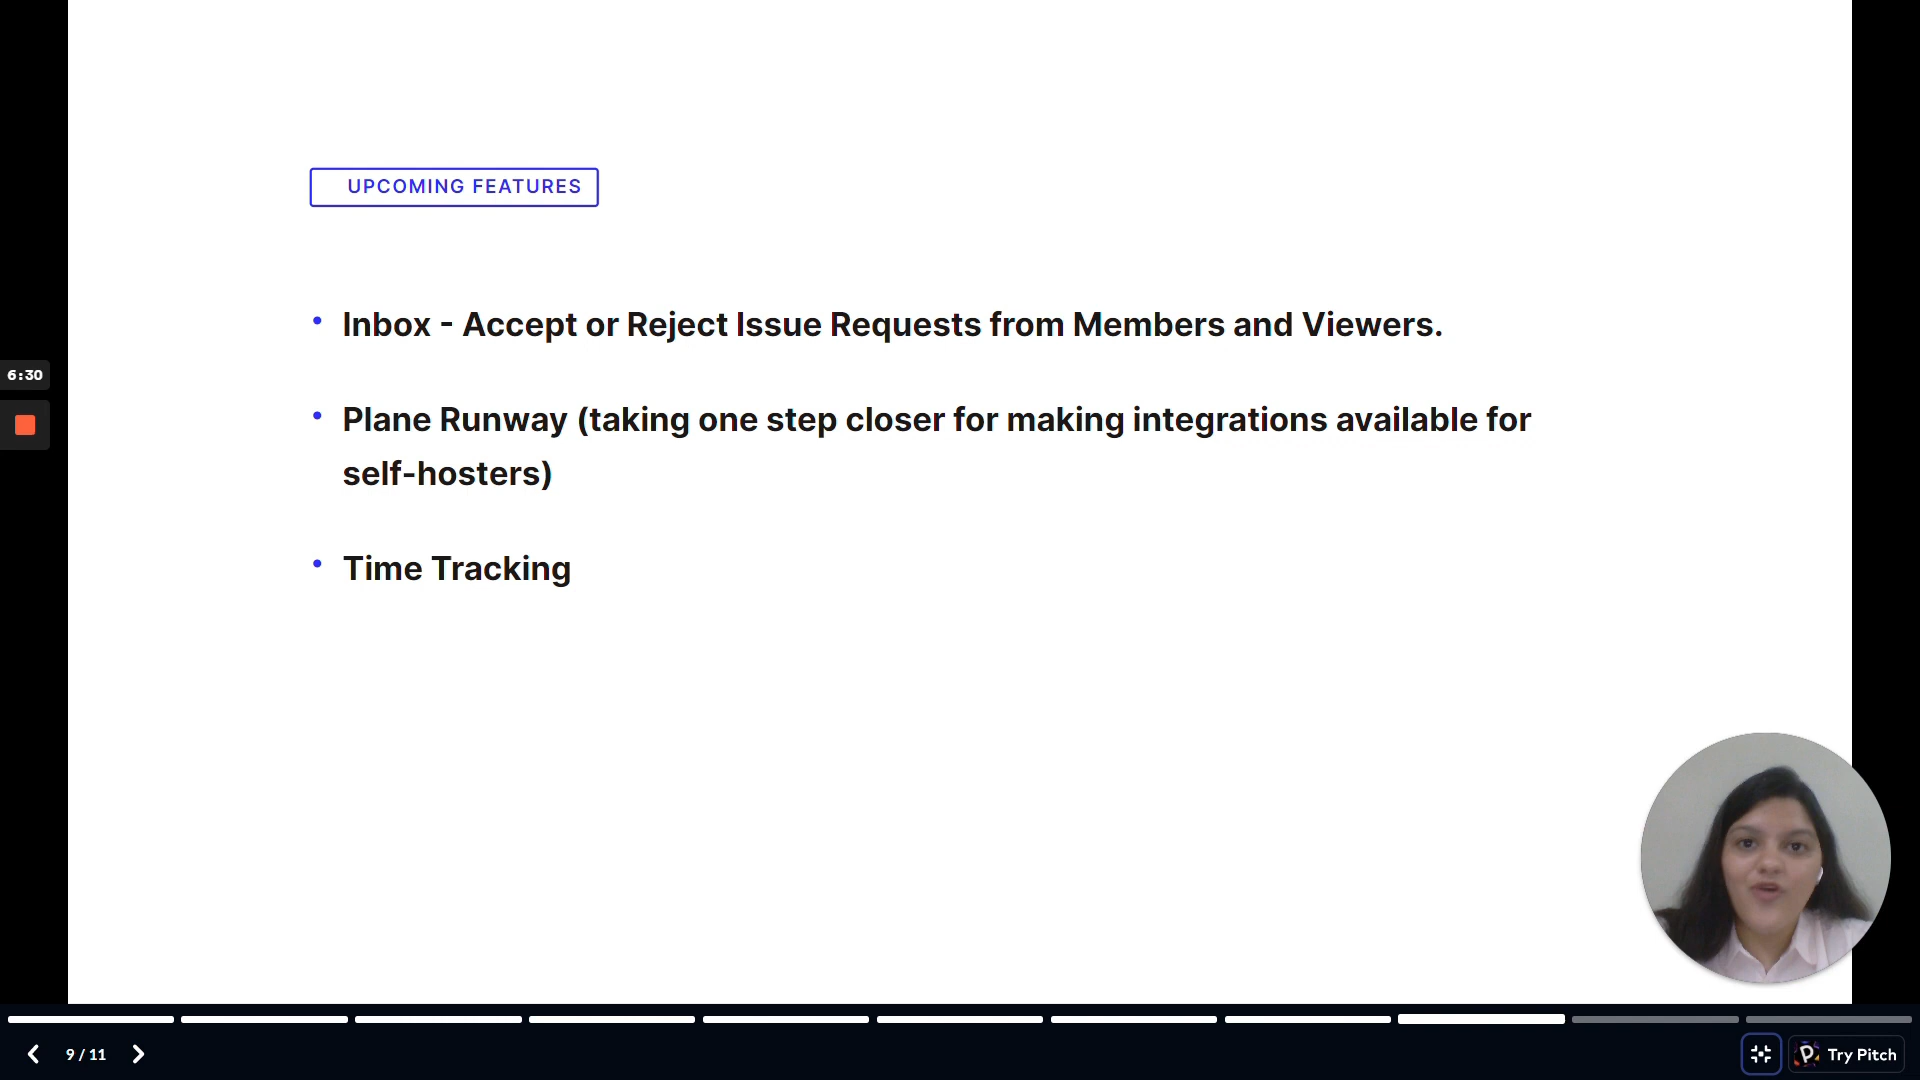 UPCOMING FEATURES
• Inbox - Accept or Reject Issue Requests from Members and Viewers.
• Plane Runway (taking one step closer for making integrations available for
self-hosters)
• Time Tracking
6:30
9 / 11
Try Pitch